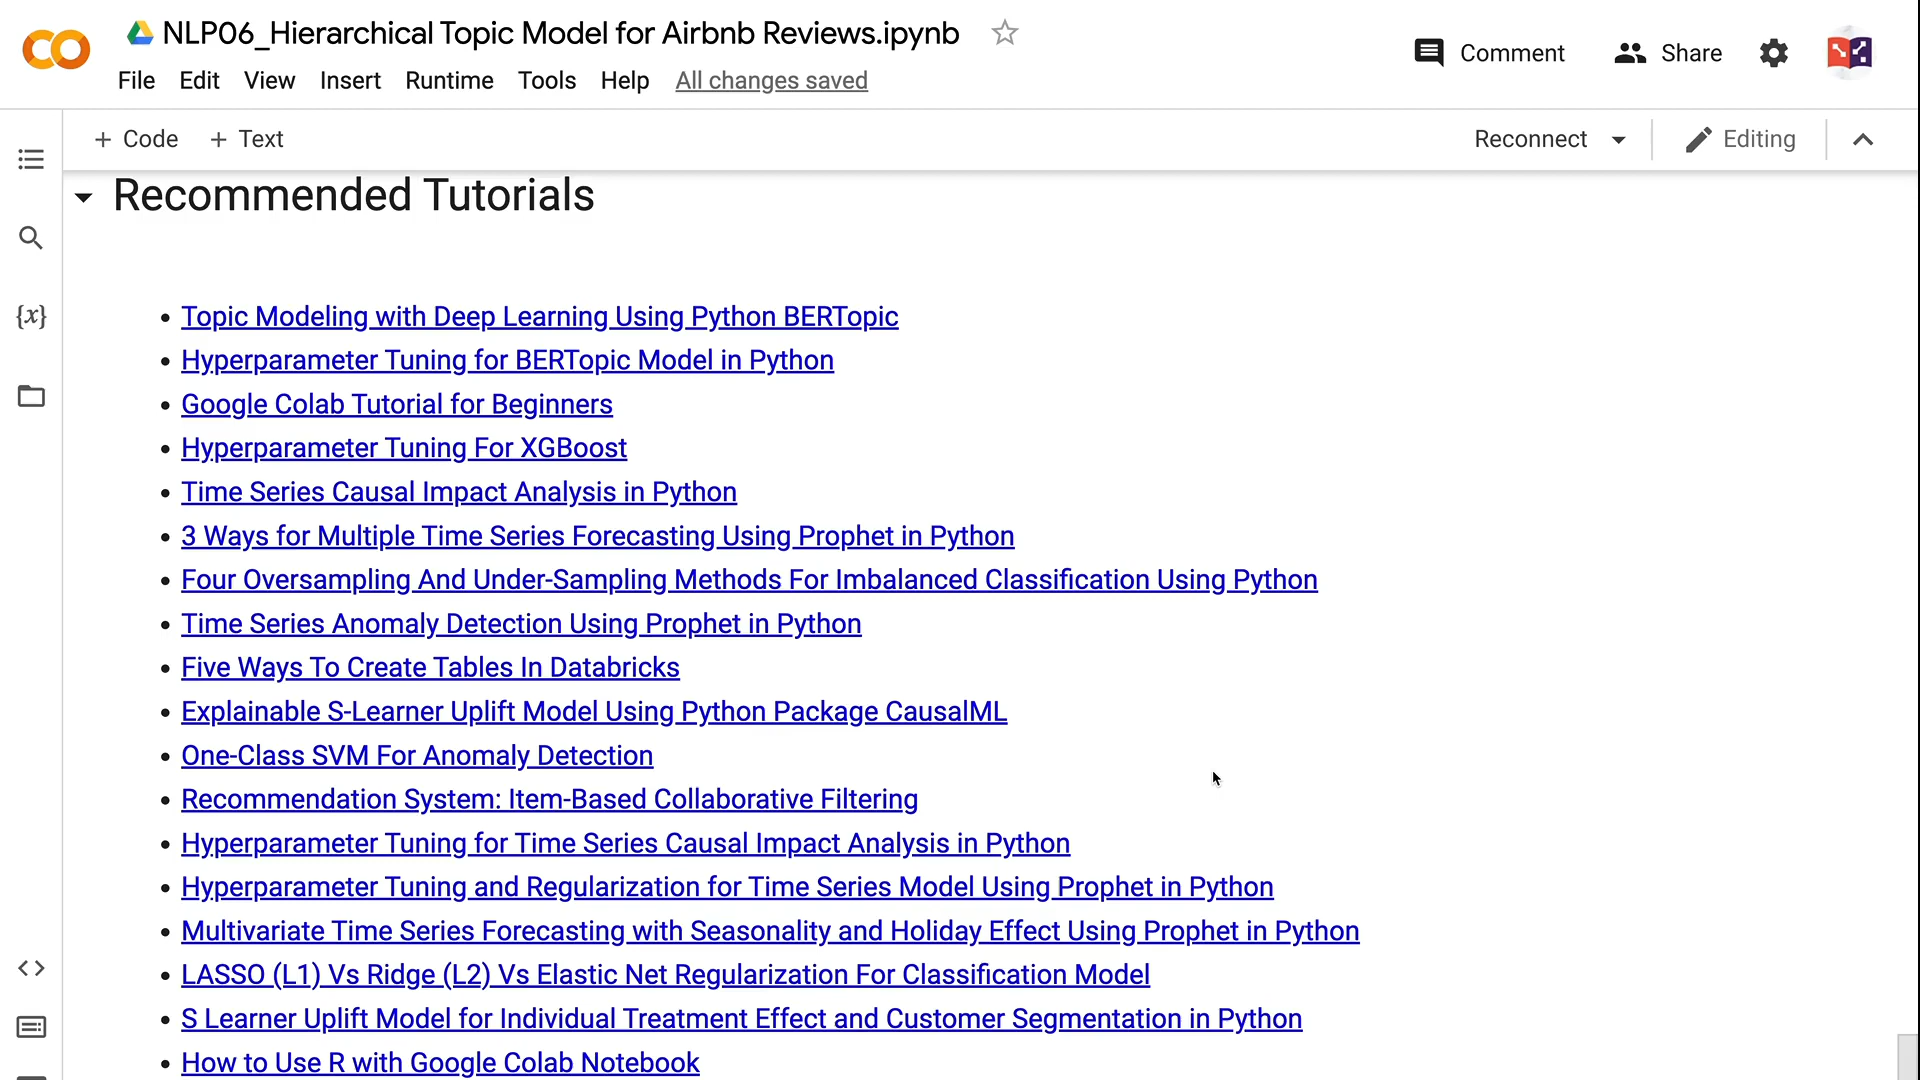 NLP06_Hierarchical Topic Model for Airbnb Reviews.ipynb
File Edit View Insert Runtime Tools Help All changes saved
Comment Share
+ Code + Text
Reconnect Editing
Recommended Tutorials
{x}
• Topic Modeling with Deep Learning Using Python BERTopic
• Hyperparameter Tuning for BERTopic Model in Python
• Google Colab Tutorial for Beginners
• Hyperparameter Tuning For XGBoost
• Time Series Causal Impact Analysis in Python
• 3 Ways for Multiple Time Series Forecasting Using Prophet in Python
• Four Oversampling And Under-Sampling Methods For Imbalanced Classification Using Python
• Time Series Anomaly Detection Using Prophet in Python
• Five Ways To Create Tables In Databricks
• Explainable S-Learner Uplift Model Using Python Package CausalML
• One-Class SVM For Anomaly Detection
• Recommendation System: Item-Based Collaborative Filtering
• Hyperparameter Tuning for Time Series Causal Impact Analysis in Python
• Hyperparameter Tuning and Regularization for Time Series Model Using Prophet in Python
• Multivariate Time Series Forecasting with Seasonality and Holiday Effect Using Prophet in Python
• LASSO (L1) Vs Ridge (L2) Vs Elastic Net Regularization For Classification Model
• S Learner Uplift Model for Individual Treatment Effect and Customer Segmentation in Python
• How to Use R with Google Colab Notebook